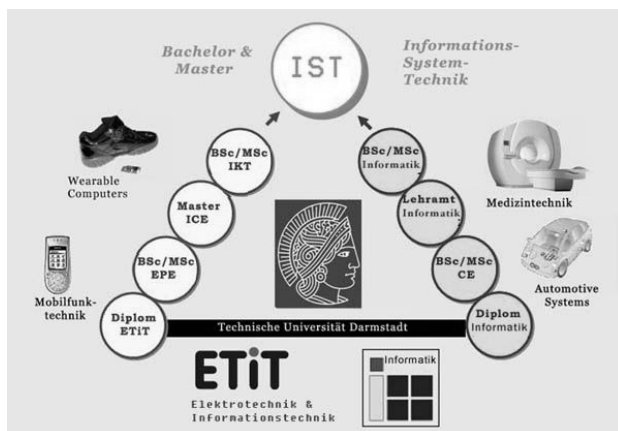 Bachelor &
Master
IST
Informations-
System-
Technik
BSc/MSc
IKT
BSc/MSc
Informatik
Wearable
Computers
Master
ICE
Lehramt
Informatik
Medizintechnik
BSc/MSc
EPE
BSc/MSc
CE
Mobilfunk-
technik
Automotive
Systems
Diplom
ETiT
Technische Universität Darmstadt
Diplom
Informatik
ETiT
Elektrotechnik &
Informationstechnik
Informatik